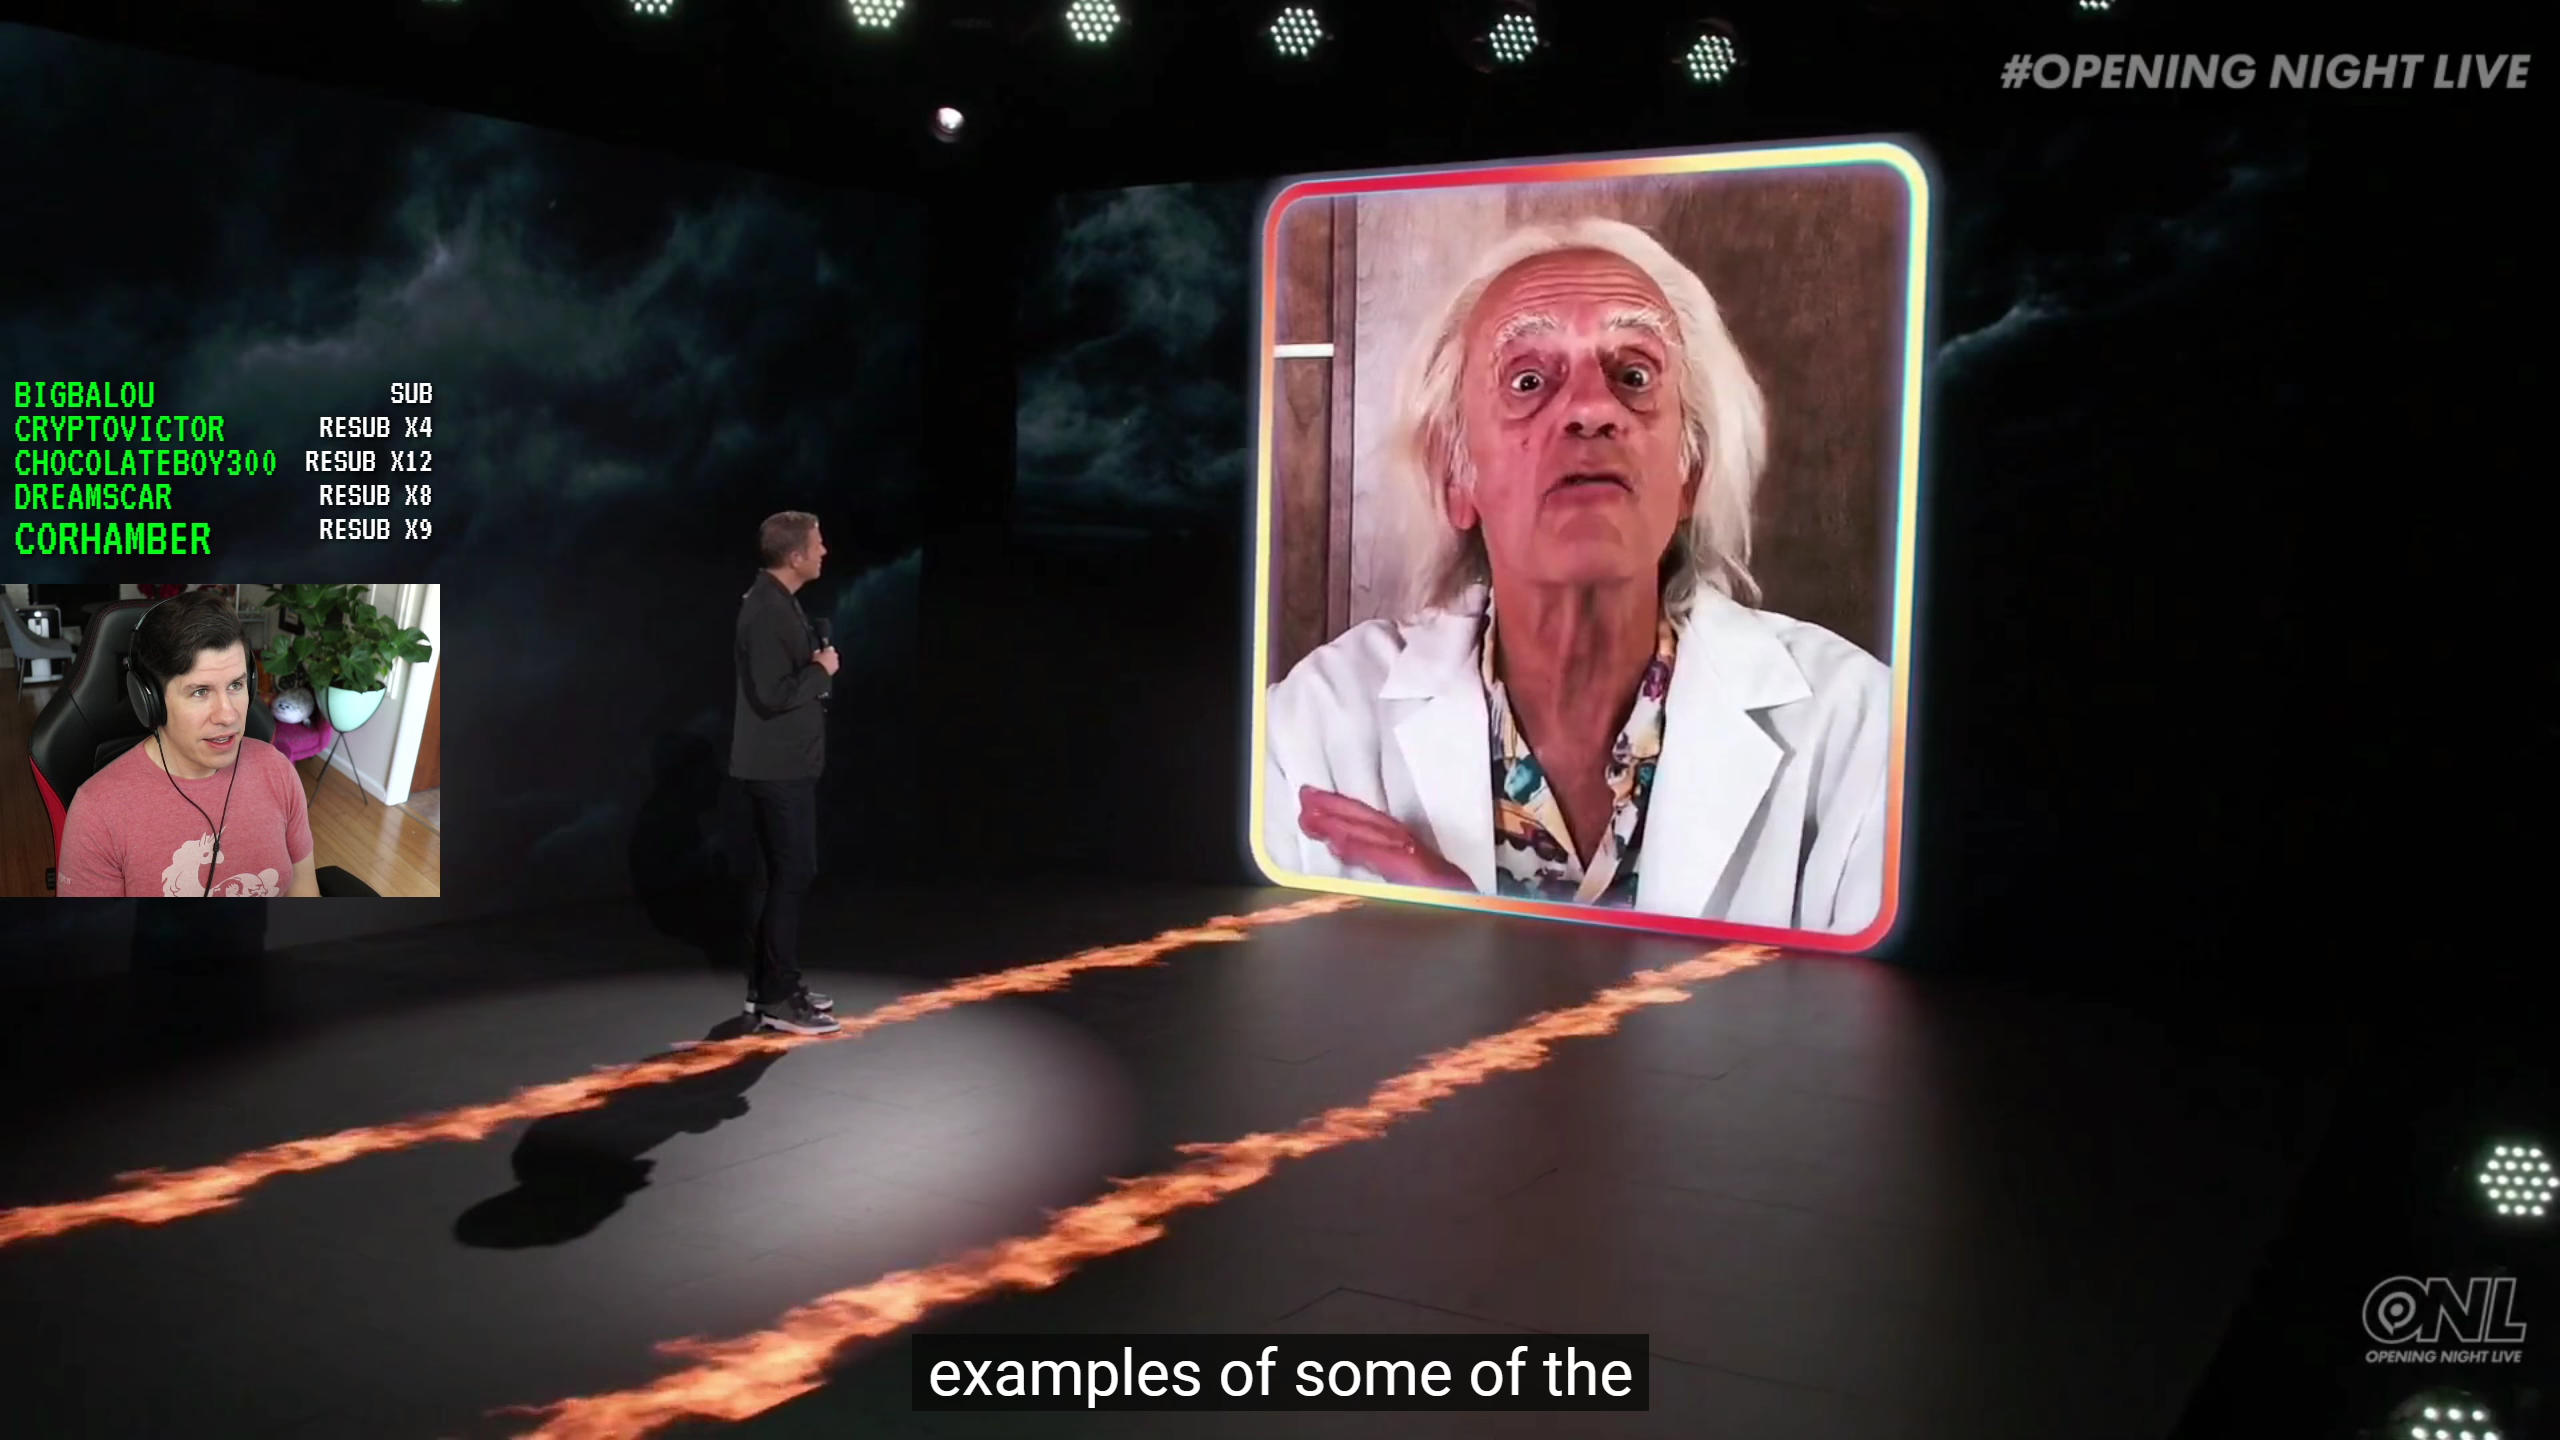 #OPENING NIGHT LIVE
BIGBALOU SUB
CRYPTOVICTOR RESUB X4
CHOCOLATEBOY300 RESUB X12
DREAMSCAR RESUB X8
CORHAMBER RESUB X9
ONL
OPENING NIGHT LIVE
examples of some of the